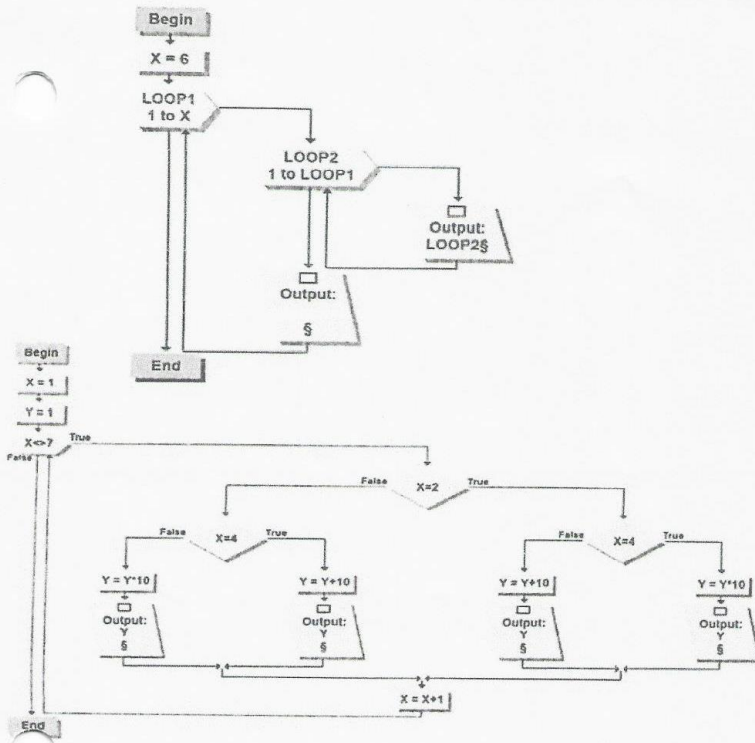 Begin
X = 6
LOOP1
1 to X
LOOP2
1 to LOOP1
Output:
LOOP2§
Output:
§
End
Begin
X = 1
Y = 1
X<>7
True
False
X=2
False
True
X=4
False
True
X=4
False
True
Y = Y*10
Y = Y+10
Y = Y+10
Y = Y*10
Output:
Y
§
Output:
Y
§
Output:
Y
§
Output:
Y
§
X = X+1
End